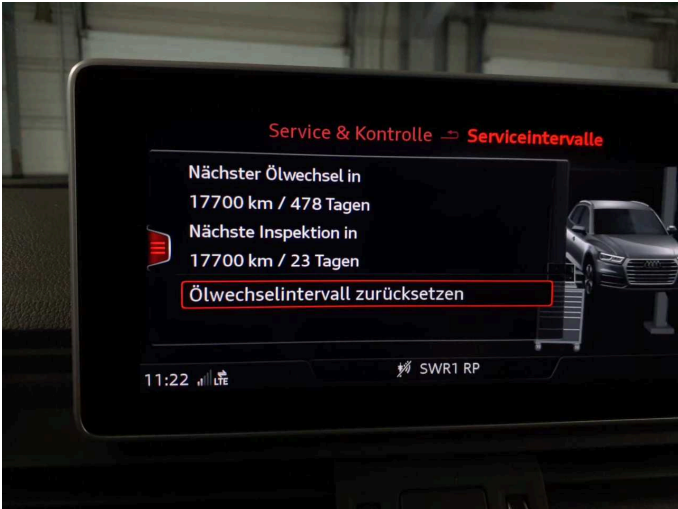 Service & Kontrolle Serviceintervalle
Nächster Ölwechsel in
17700 km / 478 Tagen
Nächste Inspektion in
17700 km / 23 Tagen
Ölwechselintervall zurücksetzen
11:22 LTE SWR1 RP